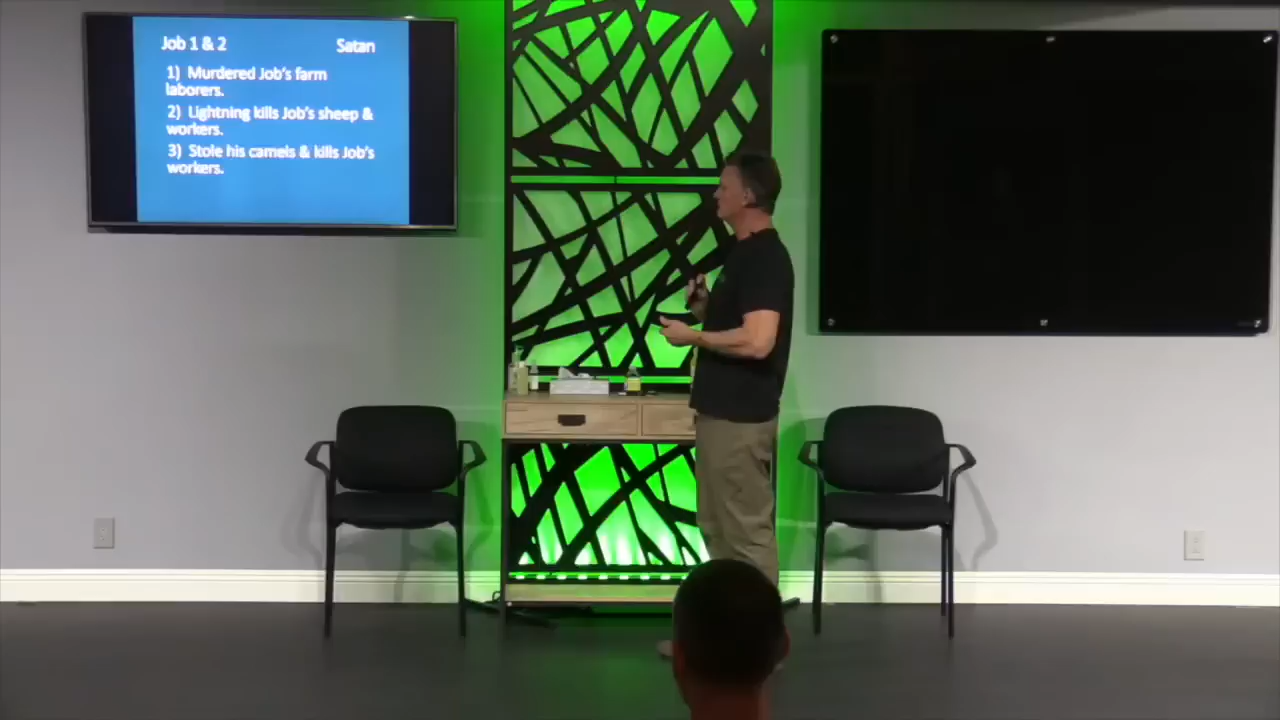 Job 1 & 2 Satan
1) Murdered Job's farm
laborers.
2) Lightning kills Job's sheep &
workers.
3) Stole his camels & kills Job's
workers.